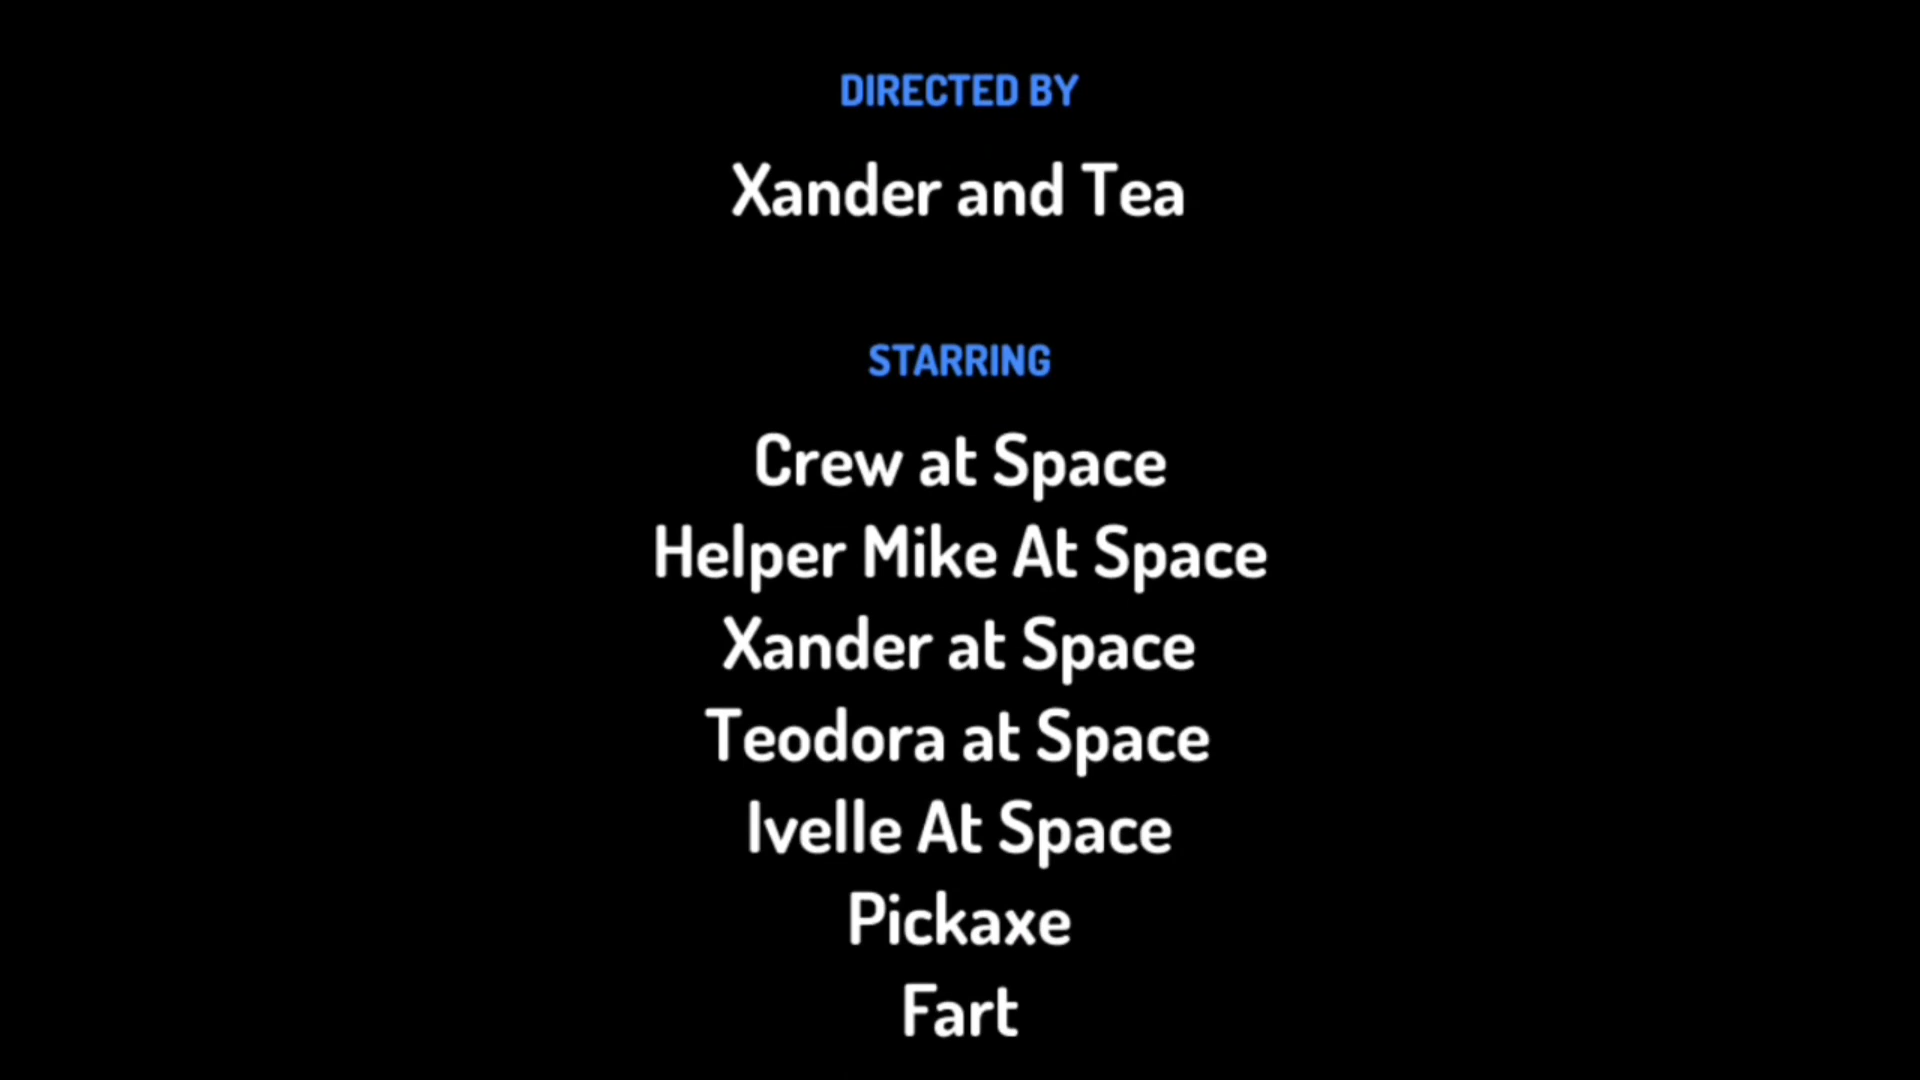 DIRECTED BY
Xander and Tea
STARRING
Crew at Space
Helper Mike At Space
Xander at Space
Teodora at Space
Ivelle At Space
Pickaxe
Fart